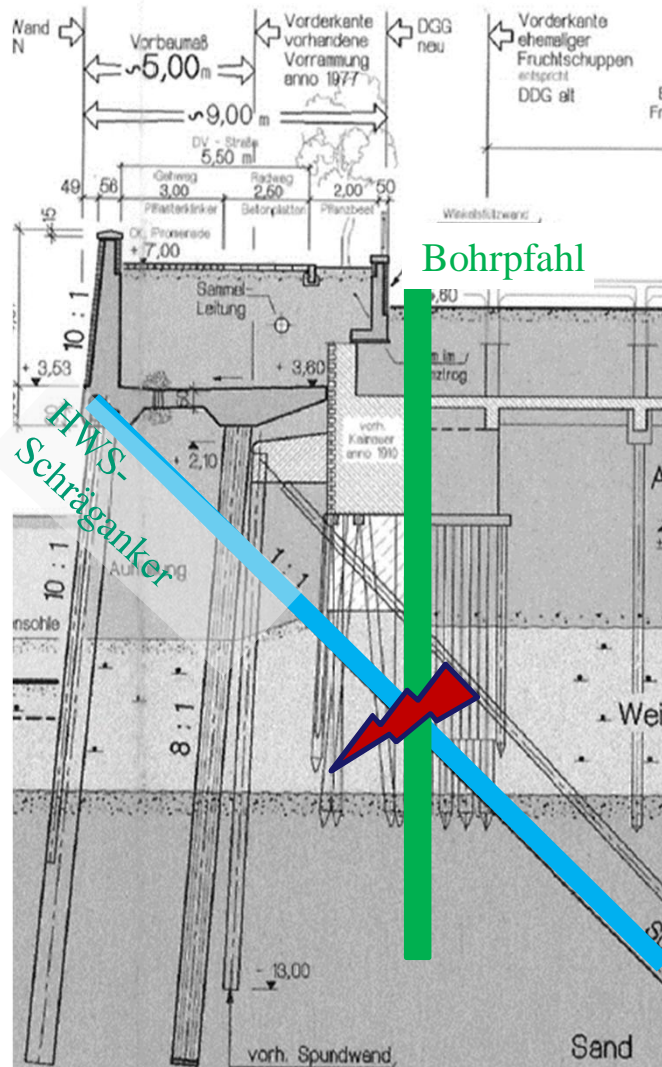 Wand
N
Vorbaumaß
~5,00 m
Vorderkante
vorhandene
Vorrammung
anno 1977
DGG
neu
Vorderkante
ehemaliger
Fruchtschuppen
entspricht
DDG alt
~9,00 m
DV - Straße
5,50 m
Gehweg
Radweg
49
56
3,00
2,50
2,00
50
Pflasterklinker
Betonplatten
Pflanzbeet
Winkelstützwand
15
OK Promenade
+ 7,00
Bohrpfahl
10 : 1
Sammel-
Leitung
+ 3,53
+ 3,60
HWS-
Schräganker
+ 2,10
vorh.
Kaimauer
anno 1910
1 : 1
10 : 1
ensohle
8 : 1
Wei
- 13,00
Sand
vorh. Spundwand